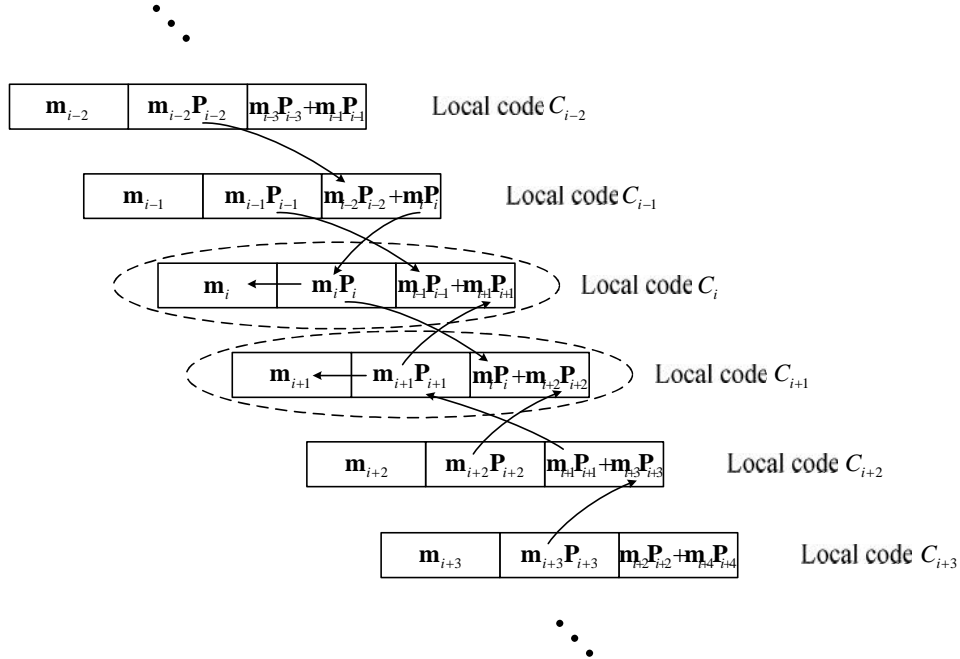 m_{i-2} m_{i-2}P_{i-2} m_{i-3}P_{i-3}+m_{i-1}P_{i-1} Local code C_{i-2}
m_{i-1} m_{i-1}P_{i-1} m_{i-2}P_{i-2}+m_iP_i Local code C_{i-1}
m_i m_iP_i m_{i-1}P_{i-1}+m_{i+1}P_{i+1} Local code C_i
m_{i+1} m_{i+1}P_{i+1} m_iP_i+m_{i+2}P_{i+2} Local code C_{i+1}
m_{i+2} m_{i+2}P_{i+2} m_{i+1}P_{i+1}+m_{i+3}P_{i+3} Local code C_{i+2}
m_{i+3} m_{i+3}P_{i+3} m_{i+2}P_{i+2}+m_{i+4}P_{i+4} Local code C_{i+3}